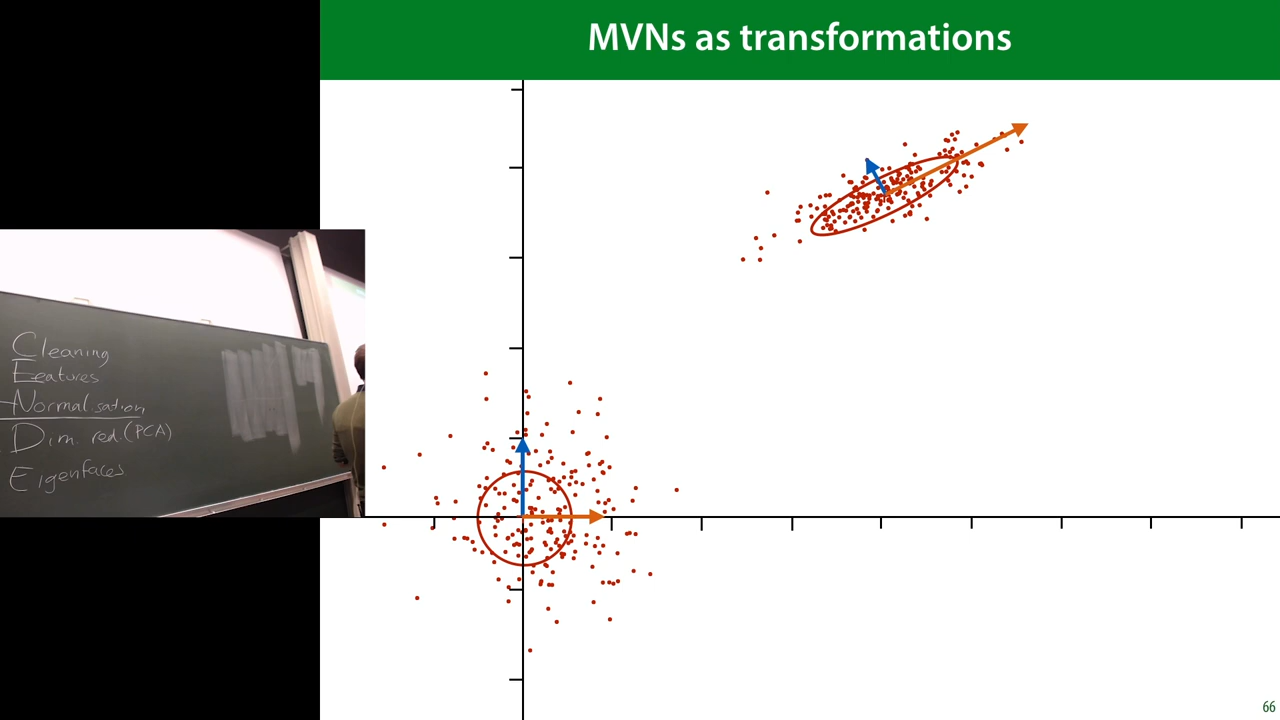 MVNs as transformations
Cleaning
Features
Normalisation
Dim. red. (PCA)
Eigenfaces
66